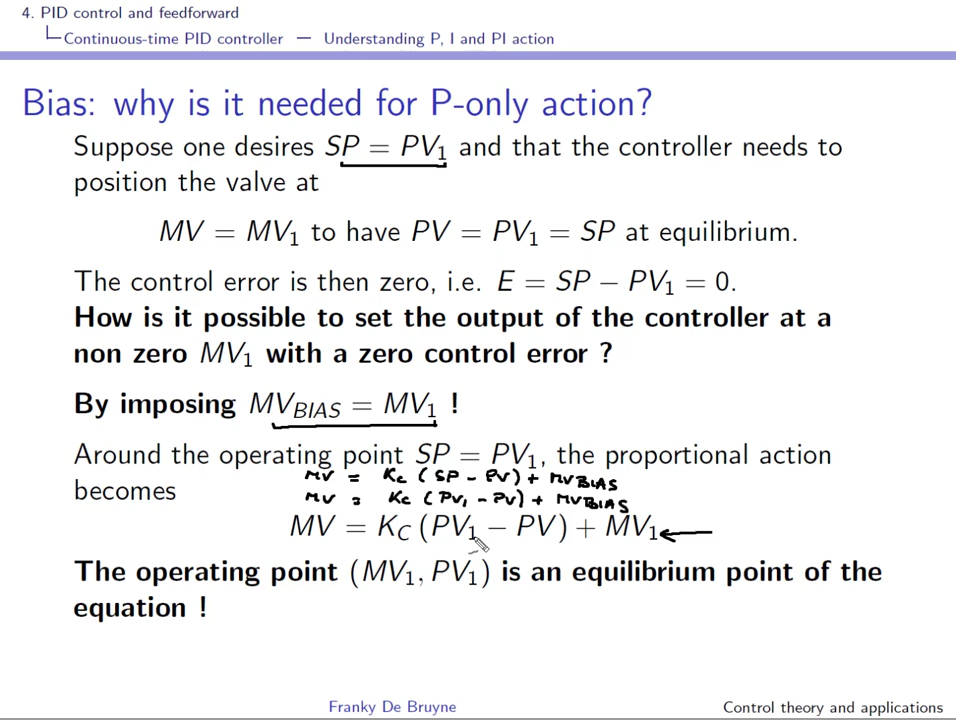 4. PID control and feedforward
Continuous-time PID controller — Understanding P, I and PI action
Bias: why is it needed for P-only action?
Suppose one desires SP = PV₁ and that the controller needs to
position the valve at
MV = MV₁ to have PV = PV₁ = SP at equilibrium.
The control error is then zero, i.e. E = SP − PV₁ = 0.
How is it possible to set the output of the controller at a
non zero MV₁ with a zero control error ?
By imposing MV_BIAS = MV₁ !
Around the operating point SP = PV₁, the proportional action
MV = Kc (SP − PV) + MVBIAS
becomes
MV = Kc (PV₁ − PV) + MVBIAS
MV = K_C (PV₁ − PV) + MV₁
The operating point (MV₁, PV₁) is an equilibrium point of the
equation !
Franky De Bruyne
Control theory and applications